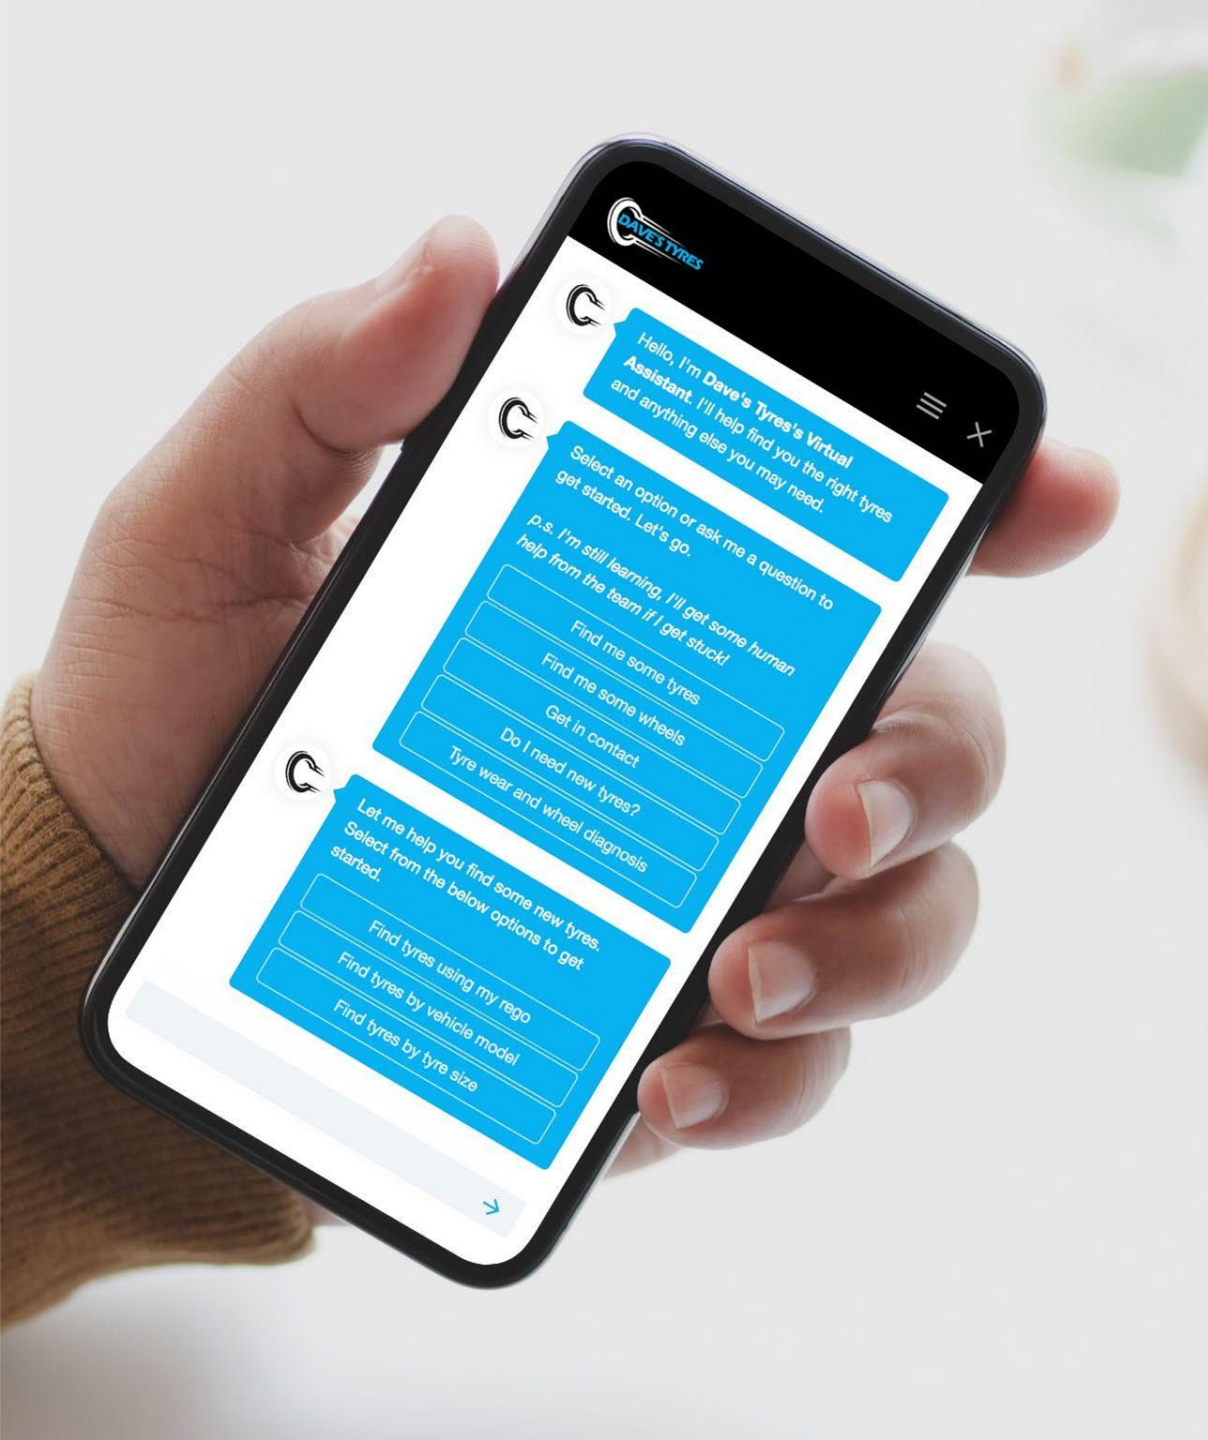 DAVE'S TYRES
Hello, I'm Dave's Tyres's Virtual
Assistant. I'll help find you the right tyres
and anything else you may need.
Select an option or ask me a question to
get started. Let's go.
p.s. I'm still learning, I'll get some human
help from the team if I get stuck!
Find me some tyres
Find me some wheels
Get in contact
Do I need new tyres?
Tyre wear and wheel diagnosis
Let me help you find some new tyres.
Select from the below options to get
started.
Find tyres using my rego
Find tyres by vehicle model
Find tyres by tyre size